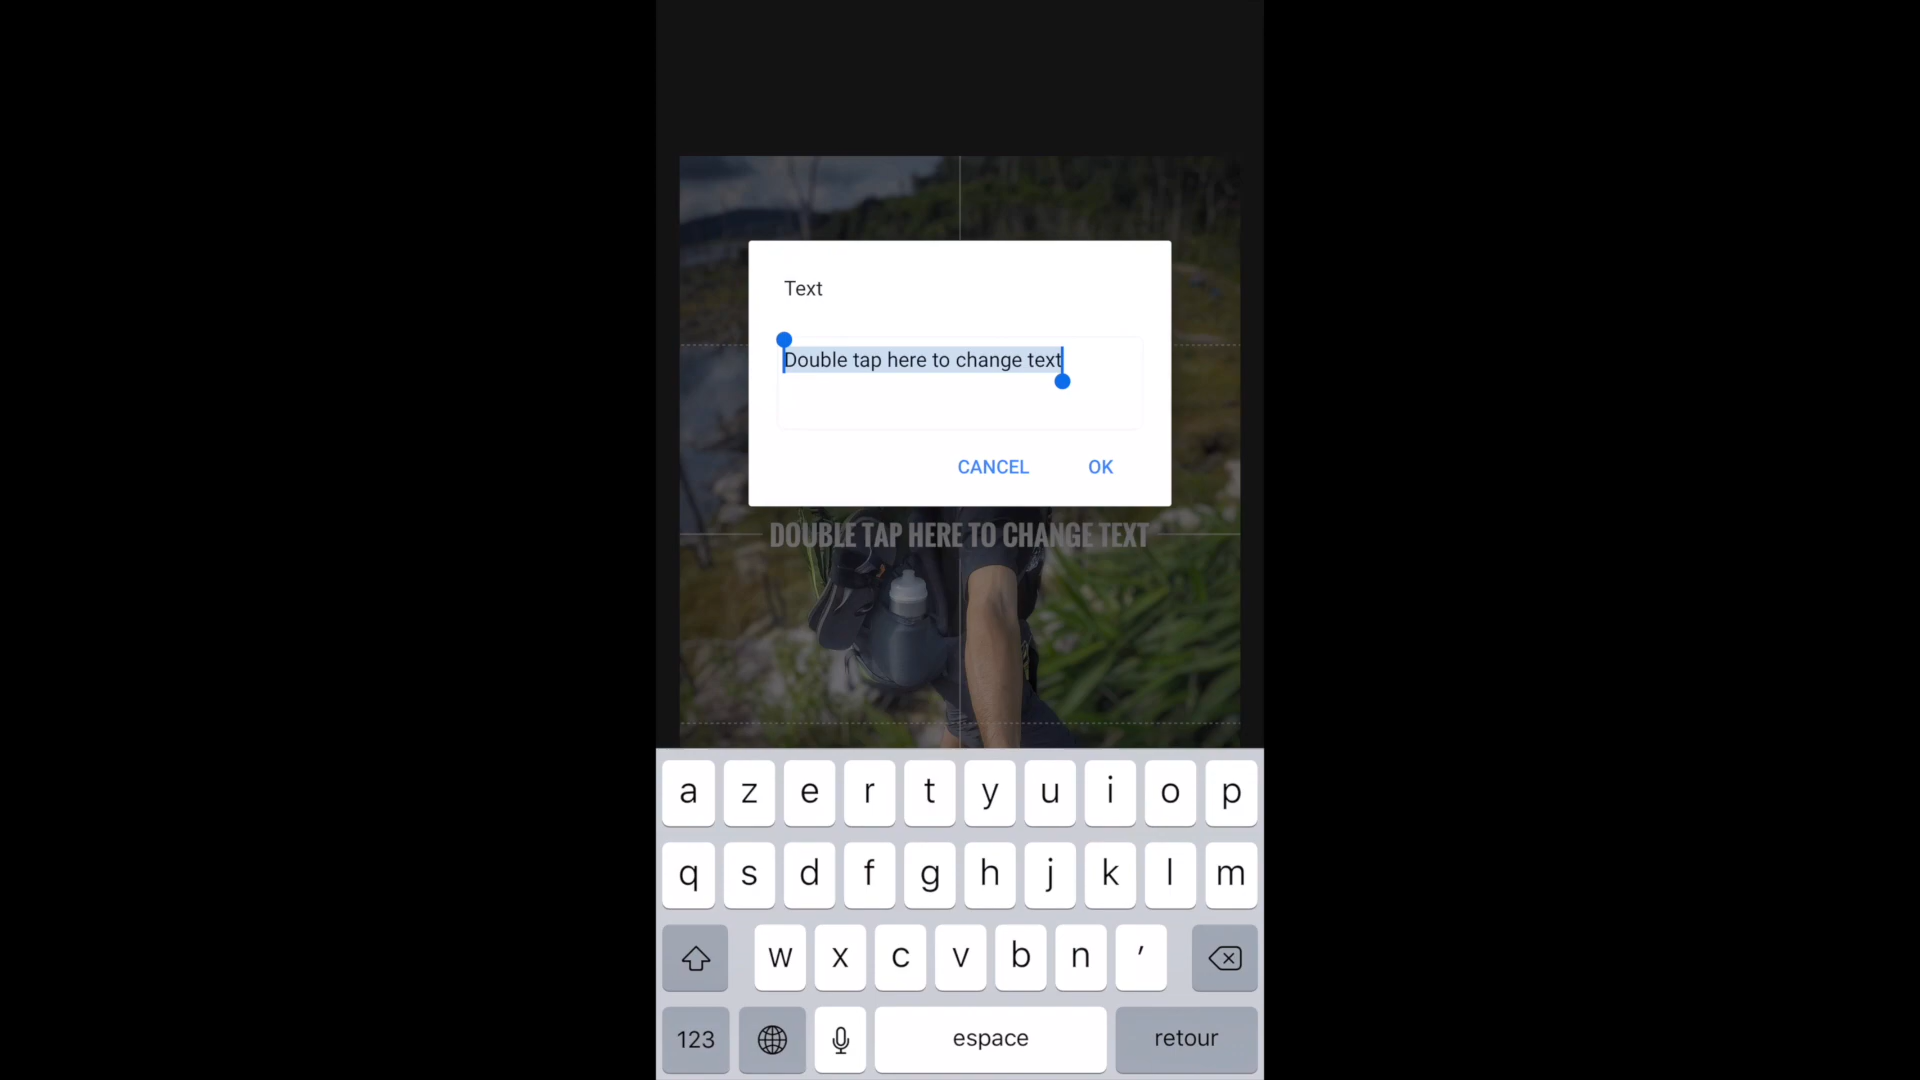 Text
Double tap here to change text
CANCEL OK
DOUBLE TAP HERE TO CHANGE TEXT
a z e r t y u i o p
q s d f g h j k l m
w x c v b n ′
123 espace retour